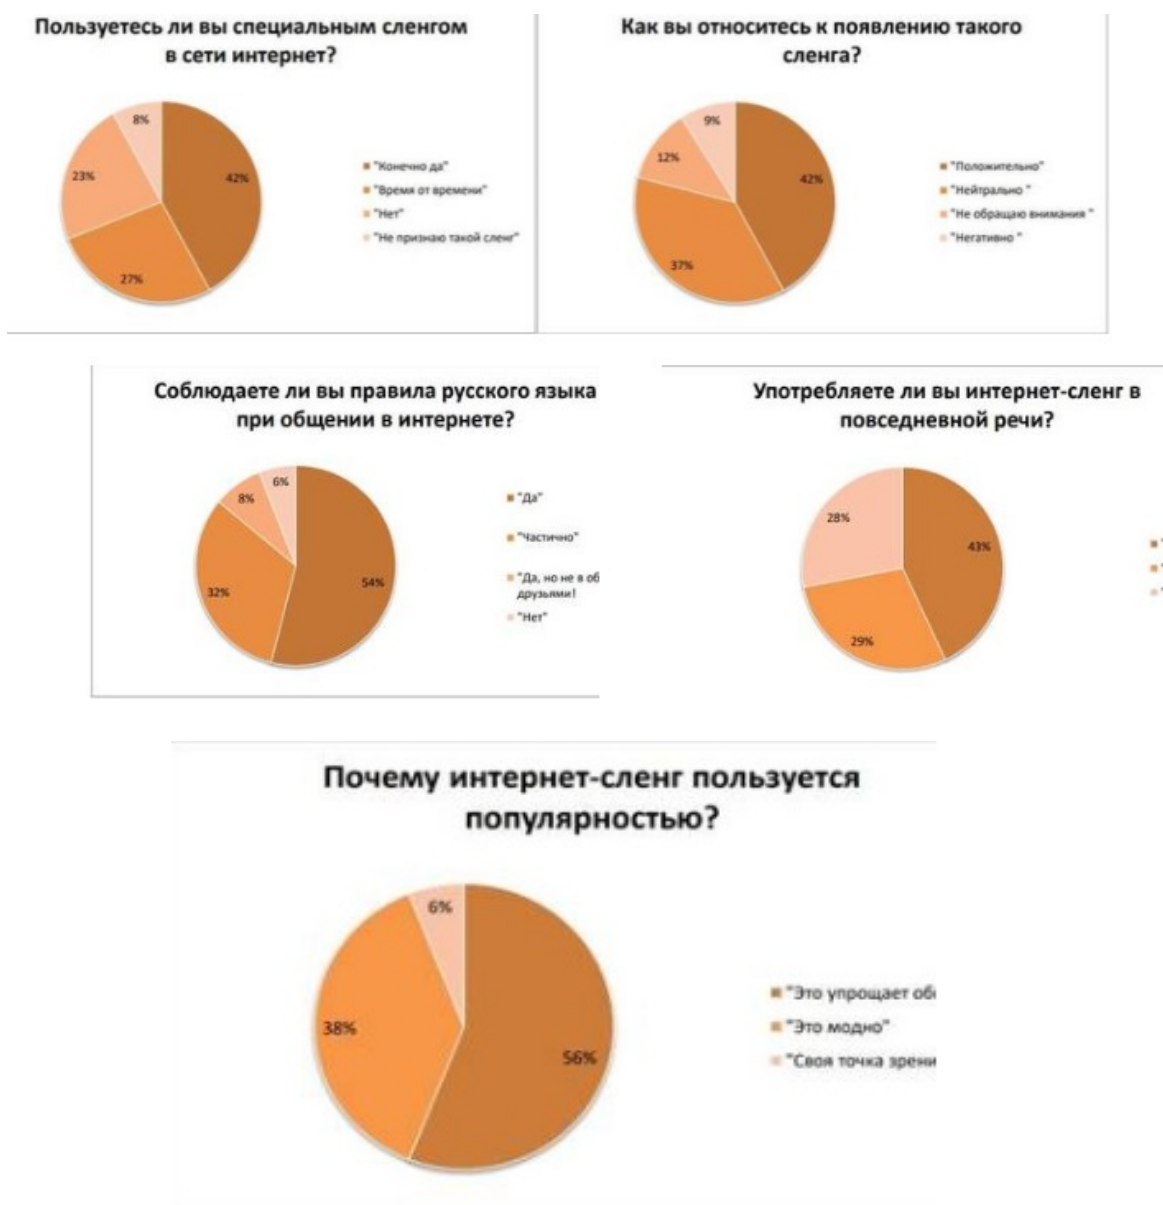 Пользуетесь ли вы специальным сленгом
в сети интернет?
8%
23%
42%
27%
"Конечно да"
"Время от времени"
"Нет"
"Не признаю такой сленг"
Как вы относитесь к появлению такого
сленга?
9%
12%
42%
37%
"Положительно"
"Нейтрально "
"Не обращаю внимания "
"Негативно "
Соблюдаете ли вы правила русского языка
при общении в интернете?
6%
8%
54%
32%
"Да"
"Частично"
"Да, но не в об
друзьями!
"Нет"
Употребляете ли вы интернет-сленг в
повседневной речи?
28%
43%
29%
"
"
"
Почему интернет-сленг пользуется
популярностью?
6%
38%
56%
"Это упрощает об
"Это модно"
"Своя точка зрени